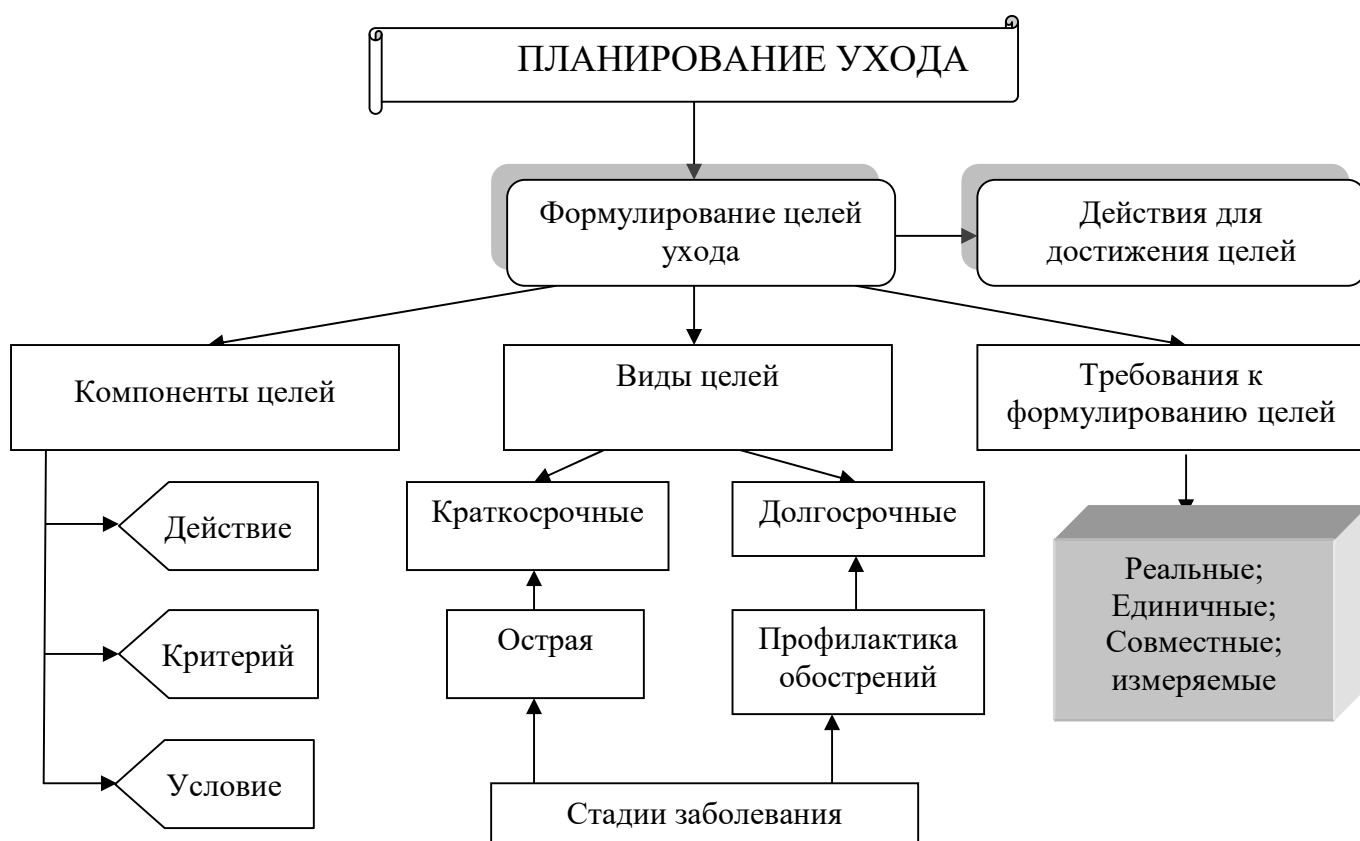 ПЛАНИРОВАНИЕ УХОДА
Формулирование целей
ухода
Действия для
достижения целей
Компоненты целей
Виды целей
Требования к
формулированию целей
Действие
Критерий
Условие
Краткосрочные
Долгосрочные
Острая
Профилактика
обострений
Стадии заболевания
Реальные;
Единичные;
Совместные;
измеряемые